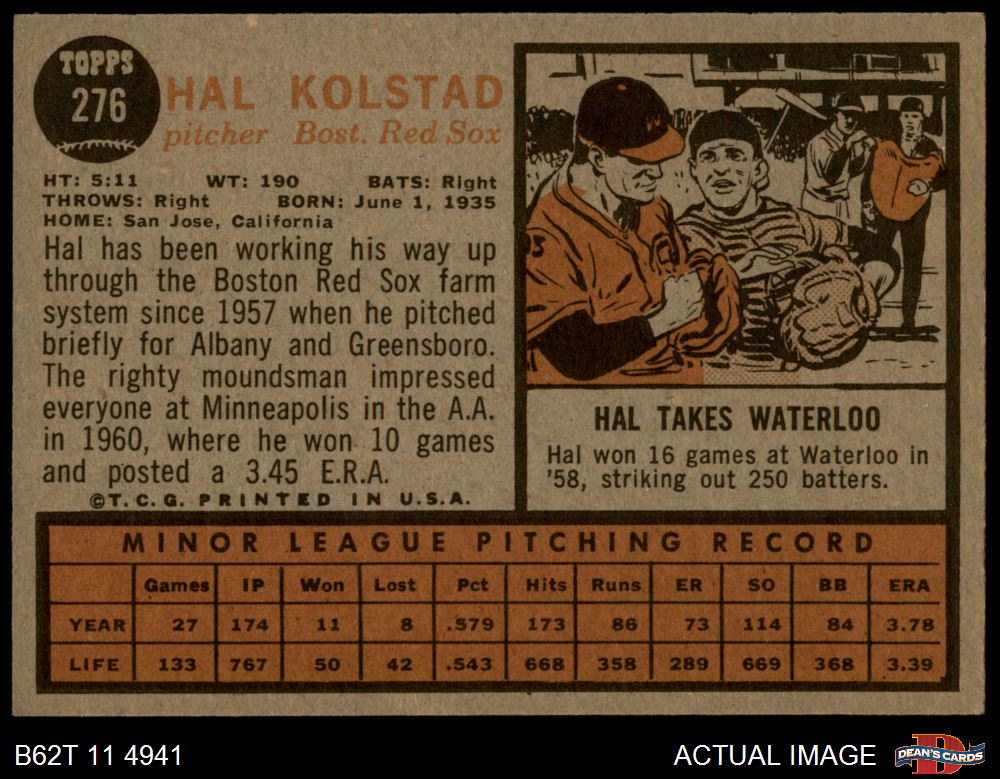 TOPPS
276
HAL KOLSTAD
pitcher Bost. Red Sox
HT: 5:11 WT: 190 BATS: Right
THROWS: Right BORN: June 1, 1935
HOME: San Jose, California
Hal has been working his way up
through the Boston Red Sox farm
system since 1957 when he pitched
briefly for Albany and Greensboro.
The righty moundsman impressed
everyone at Minneapolis in the A.A.
in 1960, where he won 10 games
and posted a 3.45 E.R.A.
©T.C.G. PRINTED IN U.S.A.
W
HAL TAKES WATERLOO
Hal won 16 games at Waterloo in
'58, striking out 250 batters.
MINOR LEAGUE PITCHING RECORD
Games IP Won Lost Pct Hits Runs ER SO BB ERA
YEAR 27 174 11 8 .579 173 86 73 114 84 3.78
LIFE 133 767 50 42 .543 668 358 289 669 368 3.39
B62T 11 4941 ACTUAL IMAGE
DEAN'S CARDS